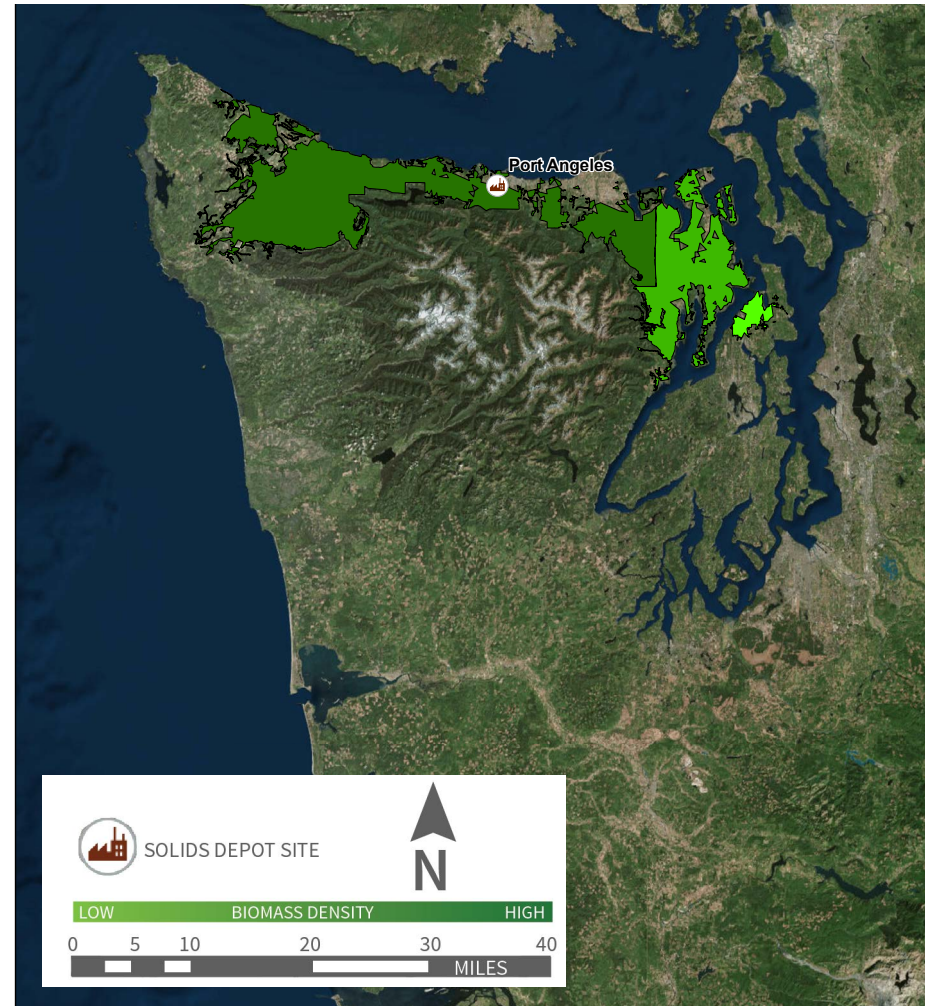 Port Angeles
SOLIDS DEPOT SITE
N
LOW BIOMASS DENSITY HIGH
0 5 10 20 30 40
MILES